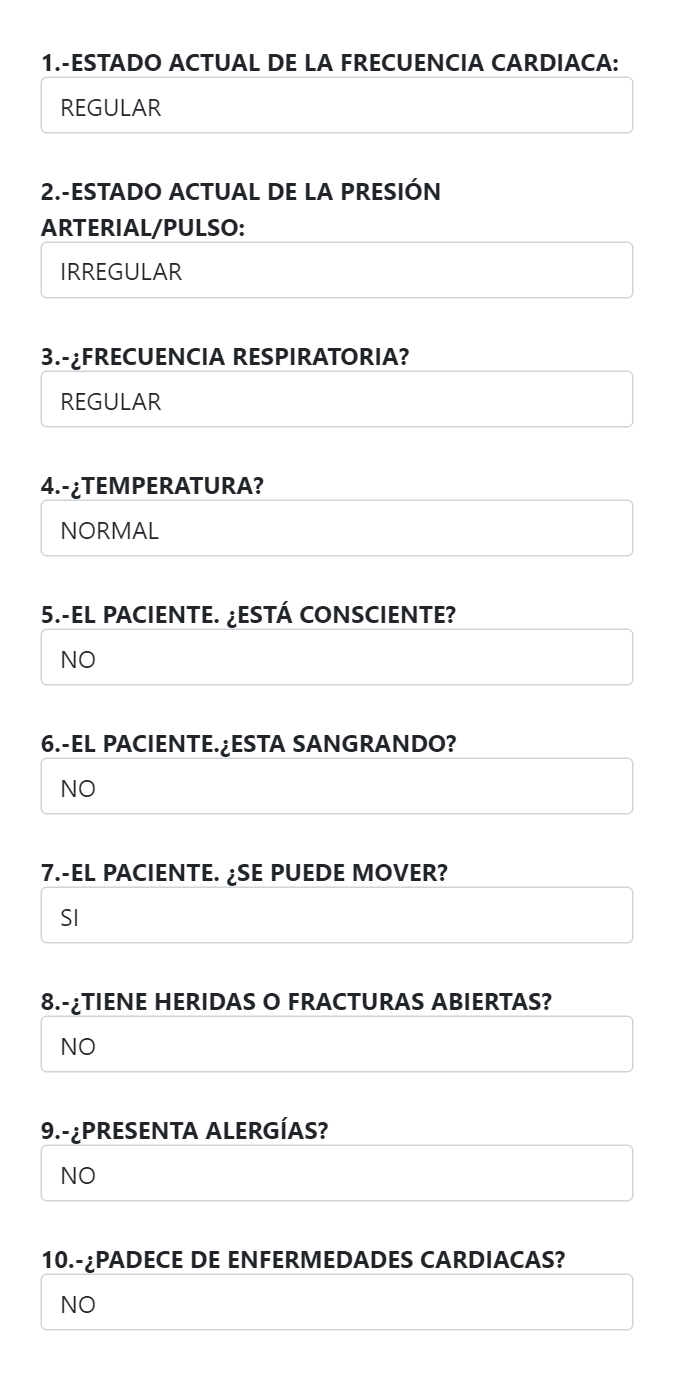 1.-ESTADO ACTUAL DE LA FRECUENCIA CARDIACA:
REGULAR
2.-ESTADO ACTUAL DE LA PRESIÓN
ARTERIAL/PULSO:
IRREGULAR
3.-¿FRECUENCIA RESPIRATORIA?
REGULAR
4.-¿TEMPERATURA?
NORMAL
5.-EL PACIENTE. ¿ESTÁ CONSCIENTE?
NO
6.-EL PACIENTE.¿ESTA SANGRANDO?
NO
7.-EL PACIENTE. ¿SE PUEDE MOVER?
SI
8.-¿TIENE HERIDAS O FRACTURAS ABIERTAS?
NO
9.-¿PRESENTA ALERGÍAS?
NO
10.-¿PADECE DE ENFERMEDADES CARDIACAS?
NO